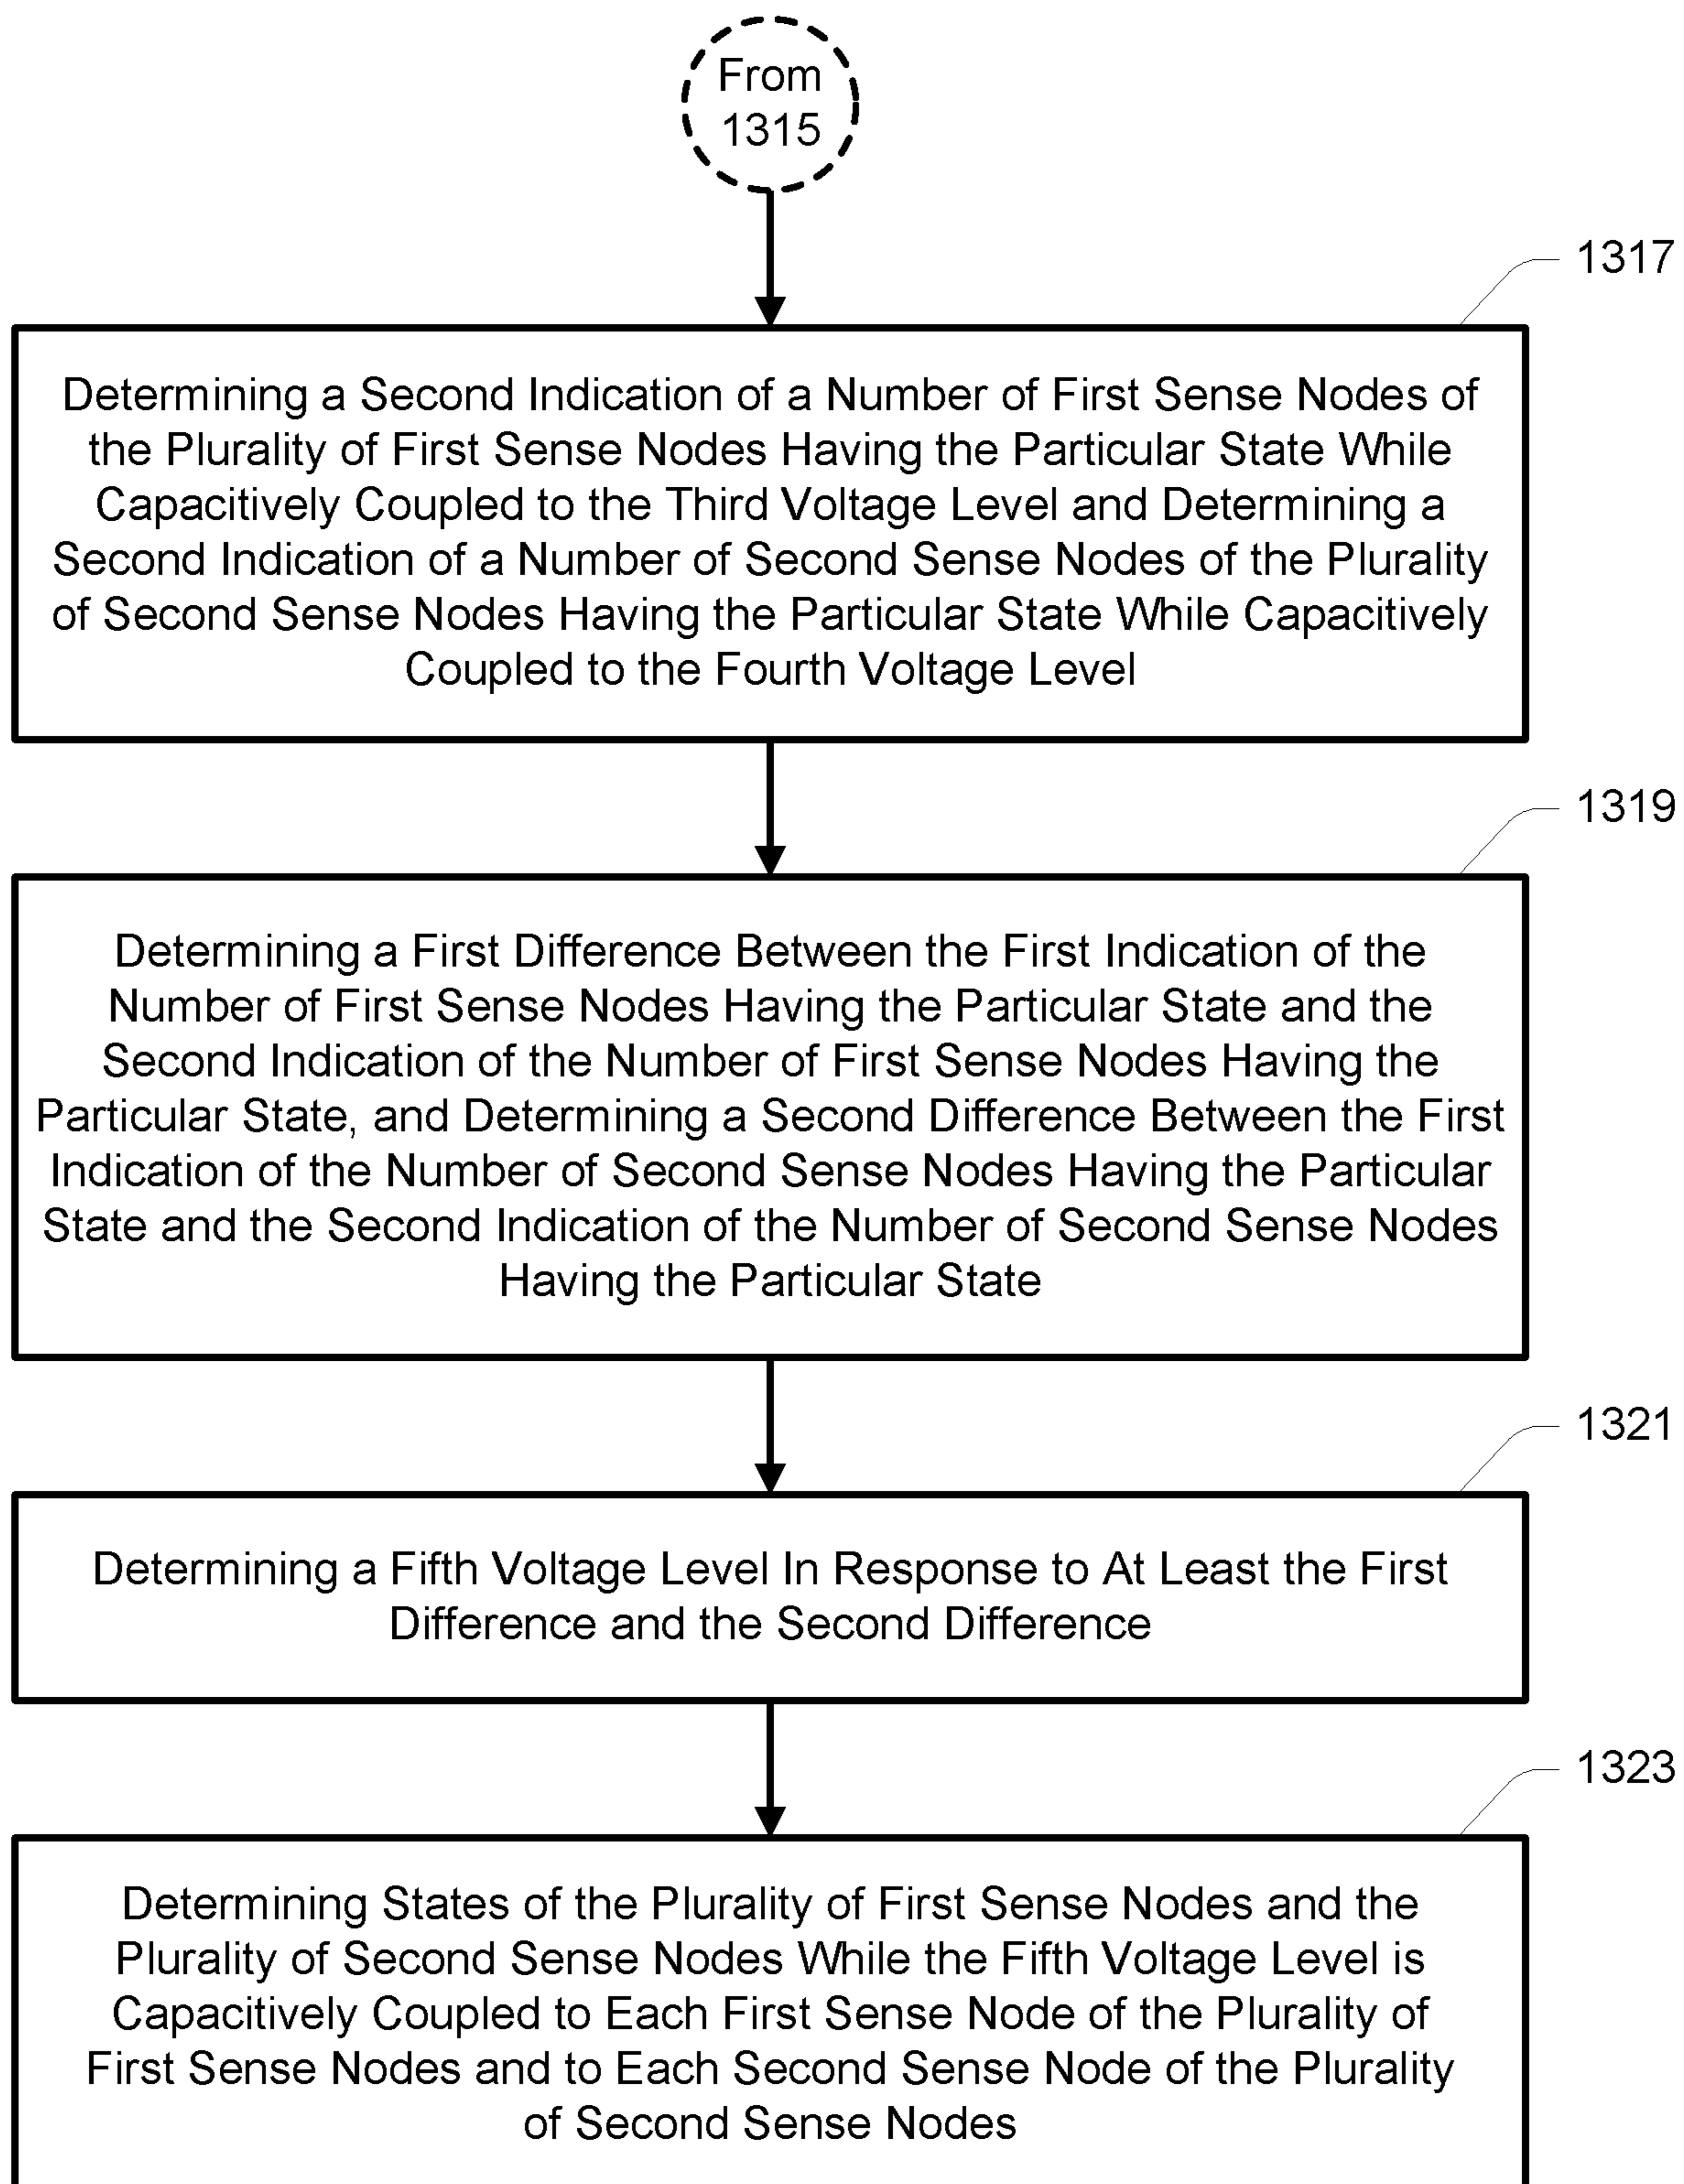 From
1315
1317
Determining a Second Indication of a Number of First Sense Nodes of
the Plurality of First Sense Nodes Having the Particular State While
Capacitively Coupled to the Third Voltage Level and Determining a
Second Indication of a Number of Second Sense Nodes of the Plurality
of Second Sense Nodes Having the Particular State While Capacitively
Coupled to the Fourth Voltage Level
1319
Determining a First Difference Between the First Indication of the
Number of First Sense Nodes Having the Particular State and the
Second Indication of the Number of First Sense Nodes Having the
Particular State, and Determining a Second Difference Between the First
Indication of the Number of Second Sense Nodes Having the Particular
State and the Second Indication of the Number of Second Sense Nodes
Having the Particular State
1321
Determining a Fifth Voltage Level In Response to At Least the First
Difference and the Second Difference
1323
Determining States of the Plurality of First Sense Nodes and the
Plurality of Second Sense Nodes While the Fifth Voltage Level is
Capacitively Coupled to Each First Sense Node of the Plurality of
First Sense Nodes and to Each Second Sense Node of the Plurality
of Second Sense Nodes